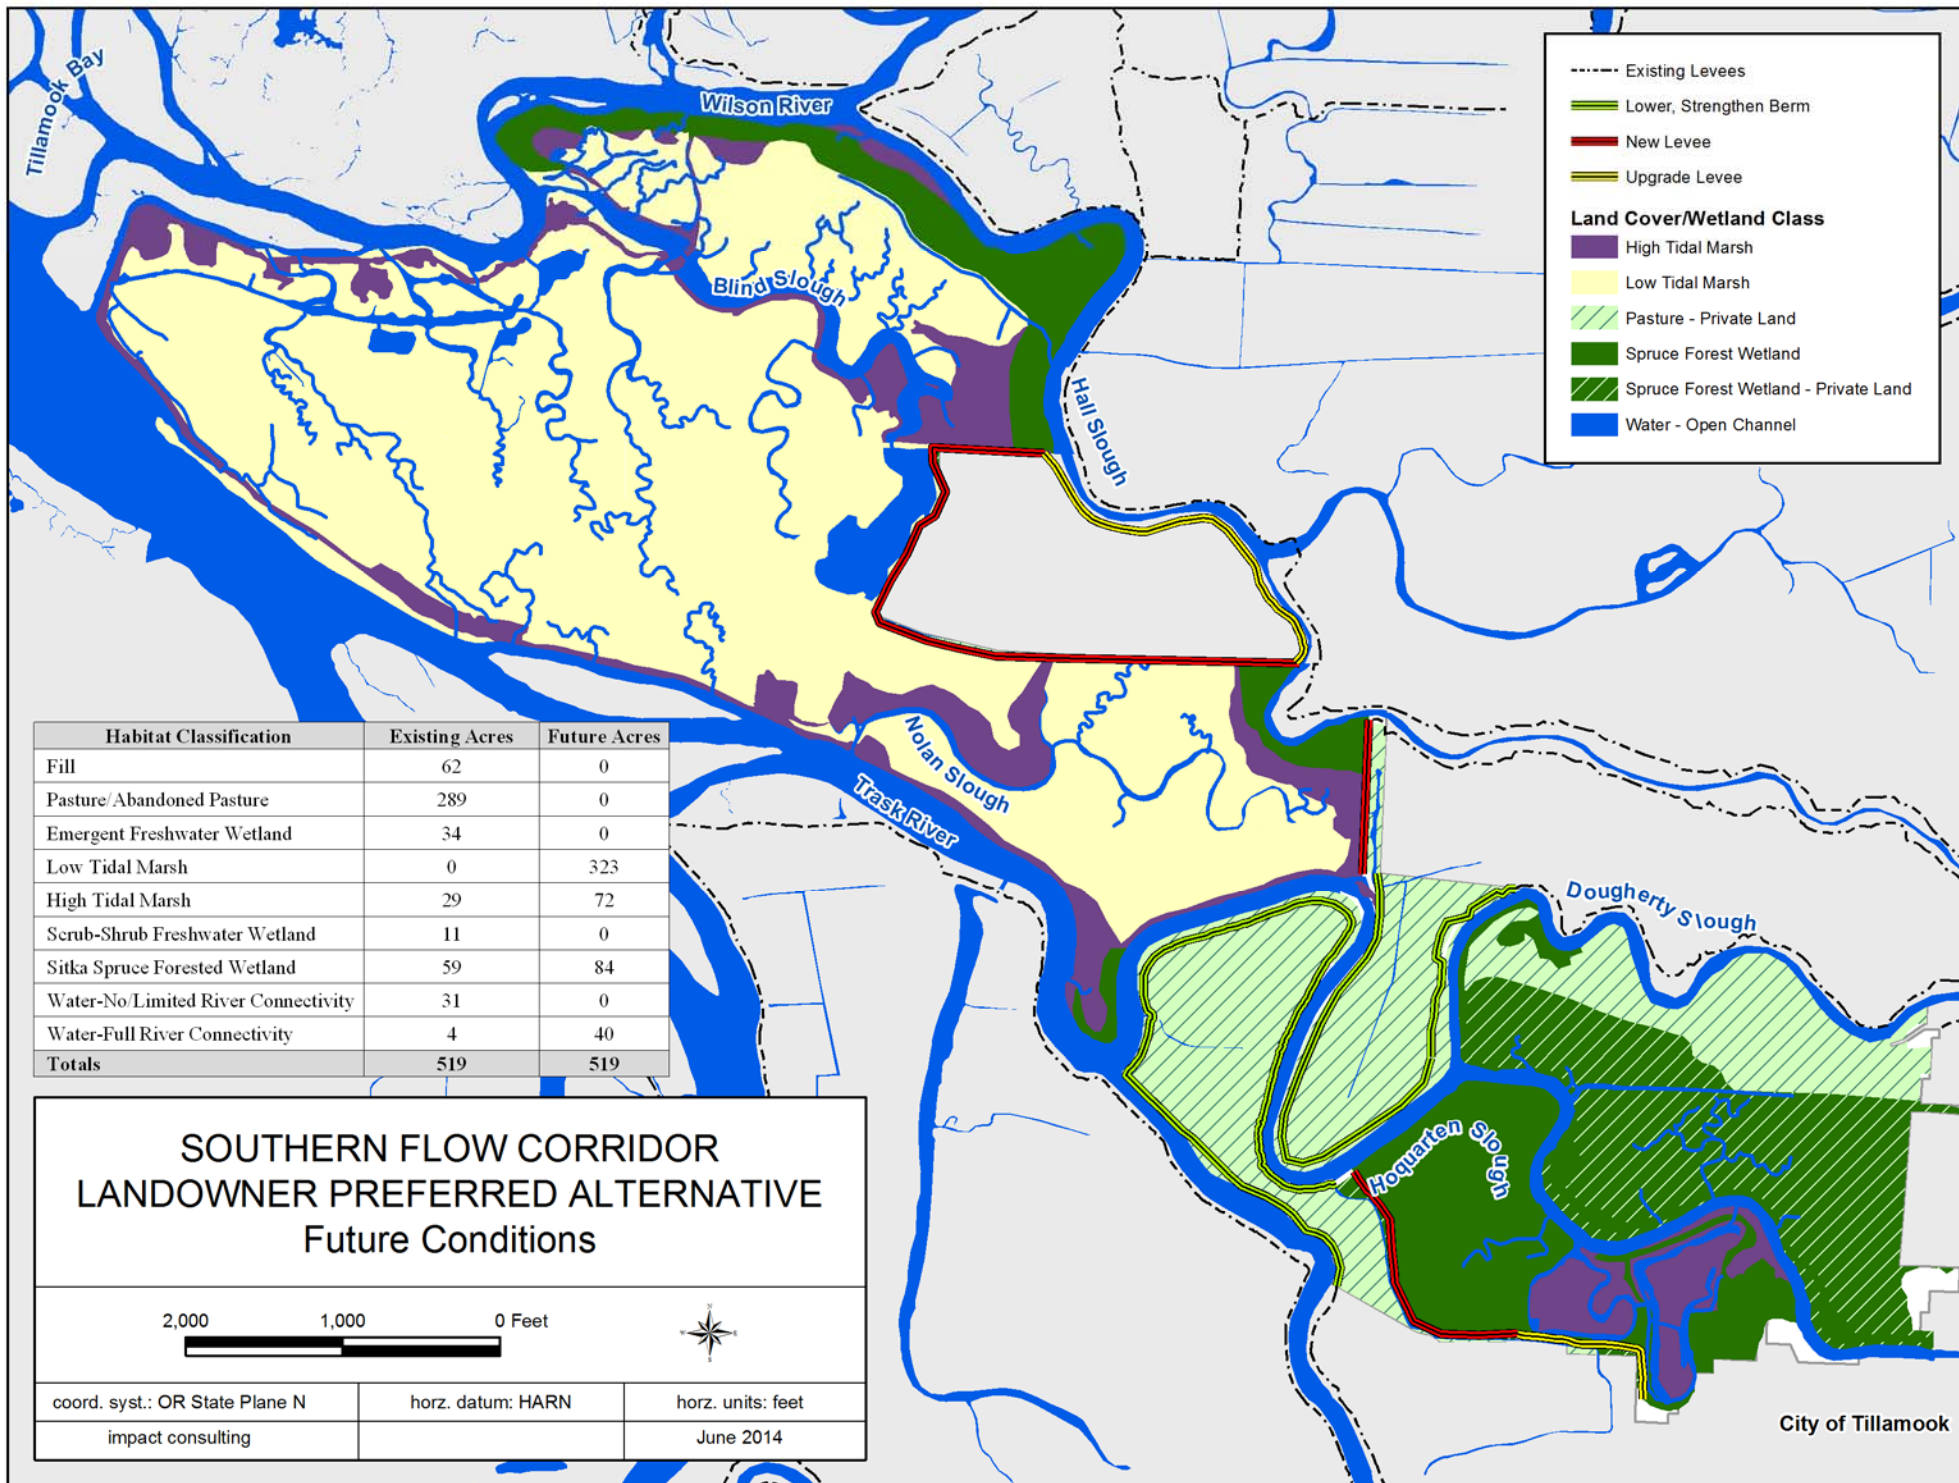 Tillamook Bay
Wilson River
Blind Slough
Hall Slough
Nolan Slough
Trask River
Dougherty Slough
Hoquarten Slough
City of Tillamook
Existing Levees
Lower, Strengthen Berm
New Levee
Upgrade Levee
Land Cover/Wetland Class
High Tidal Marsh
Low Tidal Marsh
Pasture - Private Land
Spruce Forest Wetland
Spruce Forest Wetland - Private Land
Water - Open Channel
Habitat Classification Existing Acres Future Acres
Fill 62 0
Pasture/Abandoned Pasture 289 0
Emergent Freshwater Wetland 34 0
Low Tidal Marsh 0 323
High Tidal Marsh 29 72
Scrub-Shrub Freshwater Wetland 11 0
Sitka Spruce Forested Wetland 59 84
Water-No/Limited River Connectivity 31 0
Water-Full River Connectivity 4 40
Totals 519 519
SOUTHERN FLOW CORRIDOR
LANDOWNER PREFERRED ALTERNATIVE
Future Conditions
2,000 1,000 0 Feet
N
W E
S
coord. syst.: OR State Plane N horz. datum: HARN horz. units: feet
impact consulting June 2014